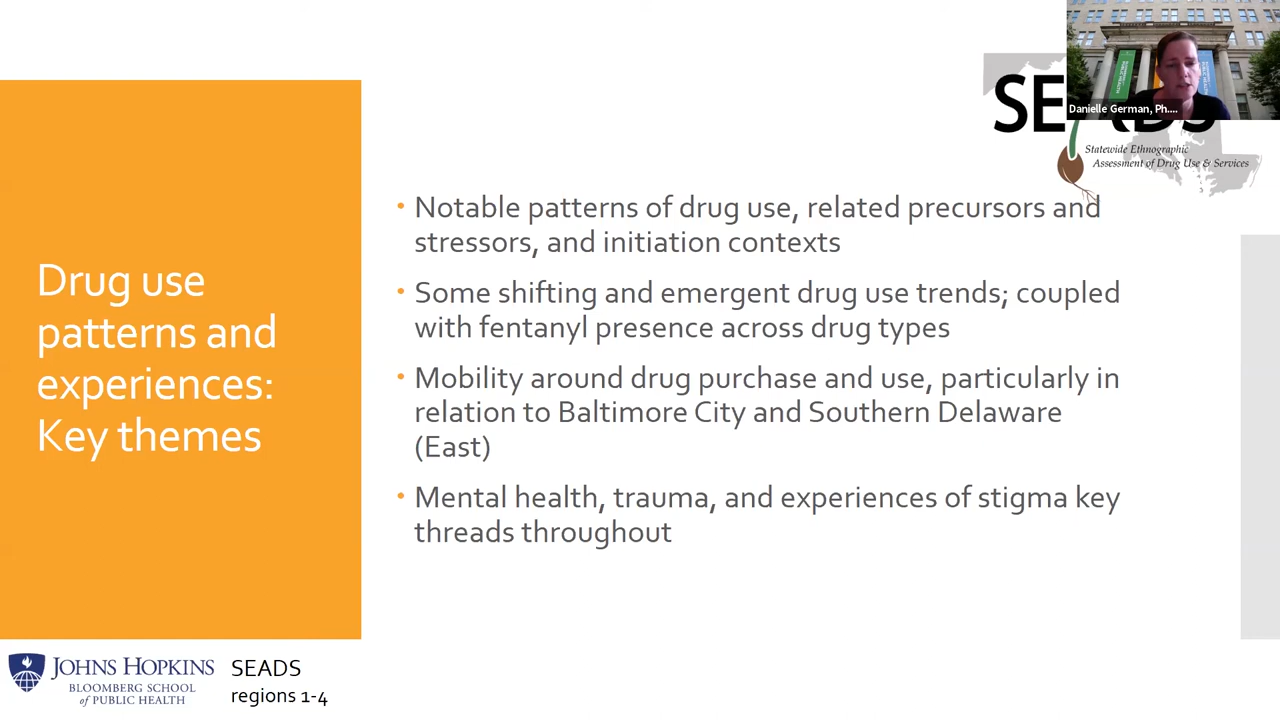 Drug use
patterns and
experiences:
Key themes
• Notable patterns of drug use, related precursors and
stressors, and initiation contexts
• Some shifting and emergent drug use trends; coupled
with fentanyl presence across drug types
• Mobility around drug purchase and use, particularly in
relation to Baltimore City and Southern Delaware
(East)
• Mental health, trauma, and experiences of stigma key
threads throughout
Danielle German, Ph....
Statewide Ethnographic
Assessment of Drug Use & Services
JOHNS HOPKINS
BLOOMBERG SCHOOL
of PUBLIC HEALTH
SEADS
regions 1-4